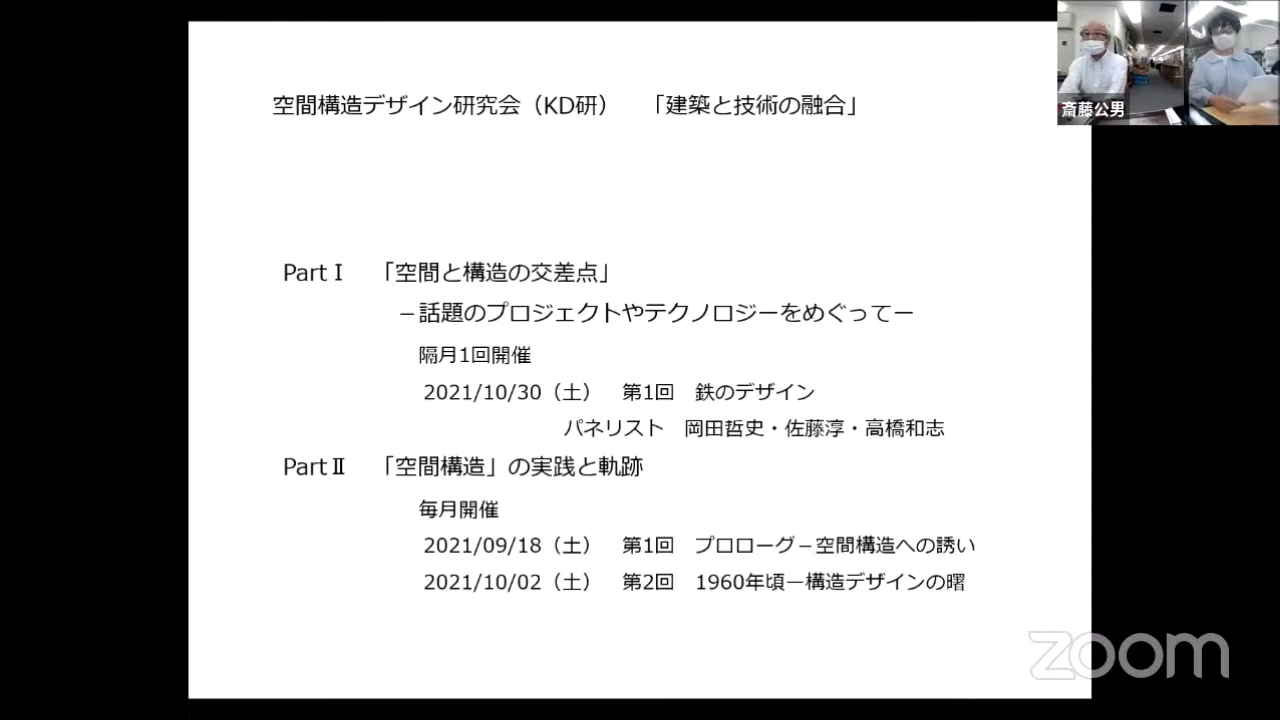 空間構造デザイン研究会（KD研） 「建築と技術の融合」
斎藤公男
Part Ⅰ 「空間と構造の交差点」
－話題のプロジェクトやテクノロジーをめぐってー
隔月1回開催
2021/10/30（土） 第1回 鉄のデザイン
パネリスト 岡田哲史・佐藤淳・高橋和志
Part Ⅱ 「空間構造」の実践と軌跡
毎月開催
2021/09/18（土） 第1回 プロローグ－空間構造への誘い
2021/10/02（土） 第2回 1960年頃―構造デザインの曙
zoom